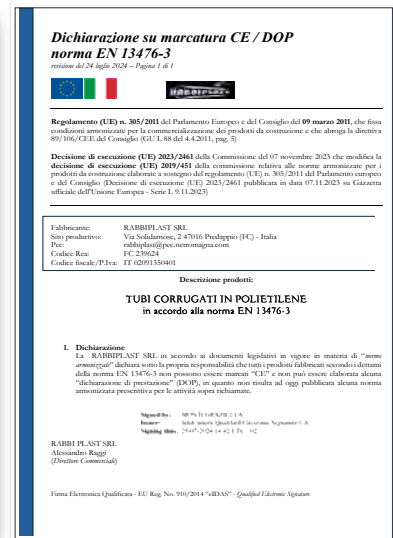 Dichiarazione su marcatura CE / DOP
norma EN 13476-3
revisione del 24 luglio 2024 – Pagina 1 di 1
RABBIPLAST
Regolamento (UE) n. 305/2011 del Parlamento Europeo e del Consiglio del 09 marzo 2011, che fissa
condizioni armonizzate per la commercializzazione dei prodotti da costruzione e che abroga la direttiva
89/106/CEE del Consiglio (GU L 88 del 4.4.2011, pag. 5)
Decisione di esecuzione (UE) 2023/2461 della Commissione del 07 novembre 2023 che modifica la
decisione di esecuzione (UE) 2019/451 della commissione relativa alle norme armonizzate per i
prodotti da costruzione elaborate a sostegno del regolamento (UE) n. 305/2011 del Parlamento europeo
e del Consiglio (Decisione di esecuzione (UE) 2023/2461 pubblicata in data 07.11.2023 su Gazzetta
ufficiale dell'Unione Europea - Serie L 9.11.2023)
Fabbricante: RABBIPLAST SRL
Sito produttivo: Via Solidarnosc, 2 47016 Predappio (FC) - Italia
Pec: rabbiplast@pec.netromagna.com
Codice Rea: FC 239624
Codice fiscale/P.Iva: IT 02091350401
Descrizione prodotti:
TUBI CORRUGATI IN POLIETILENE
in accordo alla norma EN 13476-3
1. Dichiarazione
La RABBIPLAST SRL in accordo ai documenti legislativi in vigore in materia di “norme
armonizzate” dichiara sotto la propria responsabilità che tutti i prodotti fabbricati secondo i dettami
della norma EN 13476-3 non possono essere marcati “CE” e non può essere elaborata alcuna
“dichiarazione di prestazione” (DOP), in quanto non risulta ad oggi pubblicata alcuna norma
armonizzata prescrittiva per le attività sopra richiamate.
Signed by:
Issuer: Qualified Electronic Signature CA
Signing time:
RABBI PLAST SRL
Alessandro Raggi
(Direttore Commerciale)
Firma Elettronica Qualificata - EU Reg. No. 910/2014 “eIDAS” - Qualified Electronic Signature